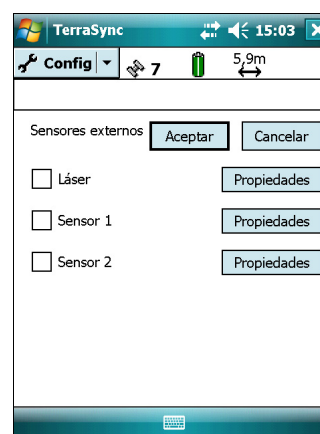 TerraSync 15:03
Config 7 5,9m
Sensores externos Aceptar Cancelar
Láser Propiedades
Sensor 1 Propiedades
Sensor 2 Propiedades